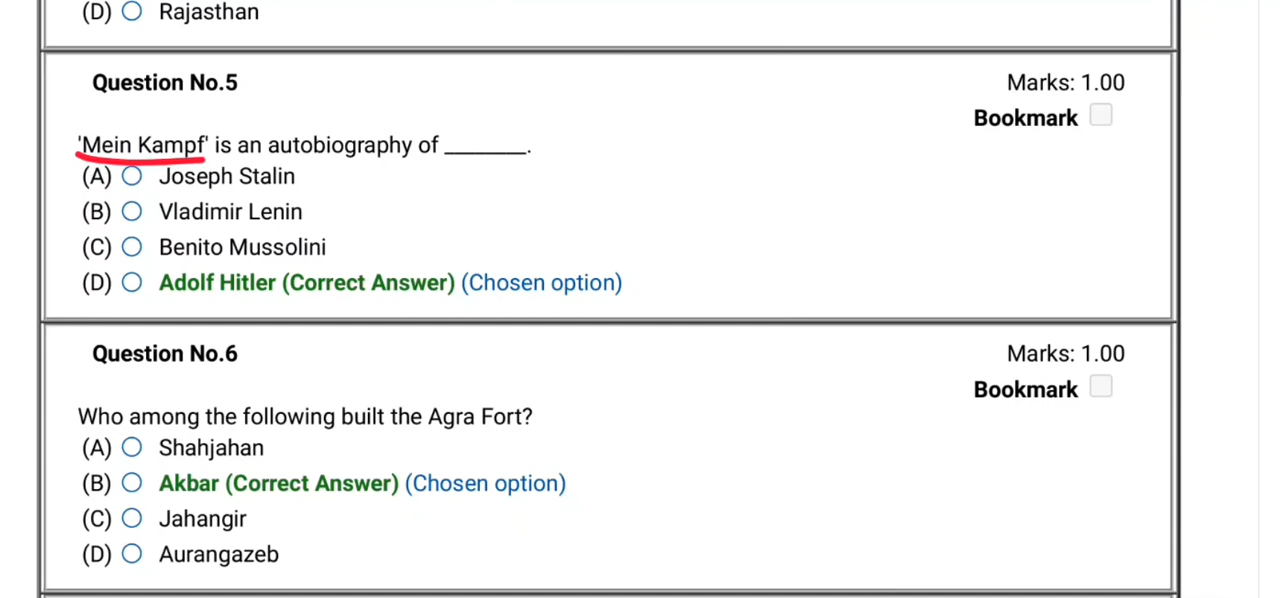 (D) Rajasthan
Question No.5 Marks: 1.00
Bookmark
'Mein Kampf' is an autobiography of ________.
(A) Joseph Stalin
(B) Vladimir Lenin
(C) Benito Mussolini
(D) Adolf Hitler (Correct Answer) (Chosen option)
Question No.6 Marks: 1.00
Bookmark
Who among the following built the Agra Fort?
(A) Shahjahan
(B) Akbar (Correct Answer) (Chosen option)
(C) Jahangir
(D) Aurangazeb